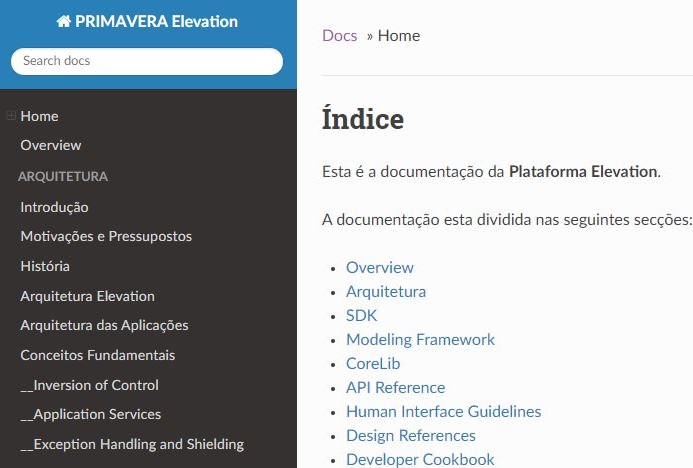 PRIMAVERA Elevation
Search docs
Home
Overview
ARQUITETURA
Introdução
Motivações e Pressupostos
História
Arquitetura Elevation
Arquitetura das Aplicações
Conceitos Fundamentais
__Inversion of Control
__Application Services
__Exception Handling and Shielding
Docs » Home
Índice
Esta é a documentação da Plataforma Elevation.
A documentação esta dividida nas seguintes secções:
Overview
Arquitetura
SDK
Modeling Framework
CoreLib
API Reference
Human Interface Guidelines
Design References
Developer Cookbook